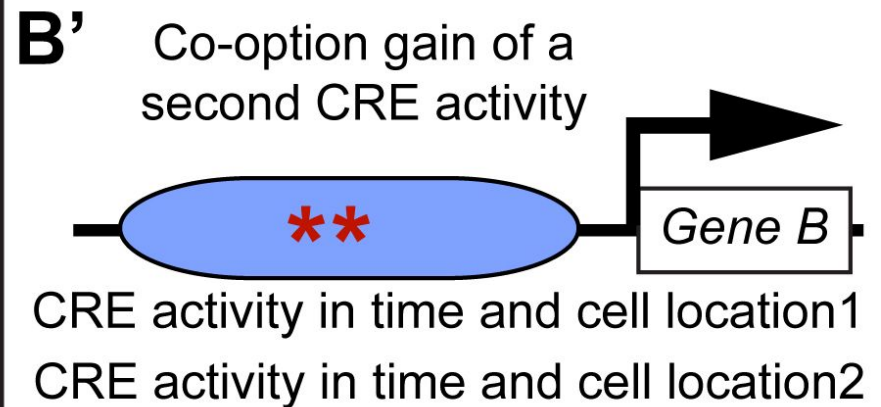 B’
Co-option gain of a
second CRE activity
**
Gene B
CRE activity in time and cell location1
CRE activity in time and cell location2